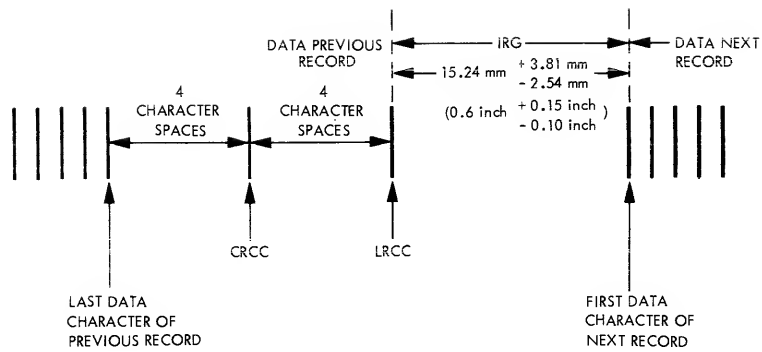 DATA PREVIOUS
RECORD
IRG
DATA NEXT
RECORD
15.24 mm + 3.81 mm
- 2.54 mm
(0.6 inch + 0.15 inch
- 0.10 inch )
4
CHARACTER
SPACES
4
CHARACTER
SPACES
CRCC
LRCC
LAST DATA
CHARACTER OF
PREVIOUS RECORD
FIRST DATA
CHARACTER OF
NEXT RECORD